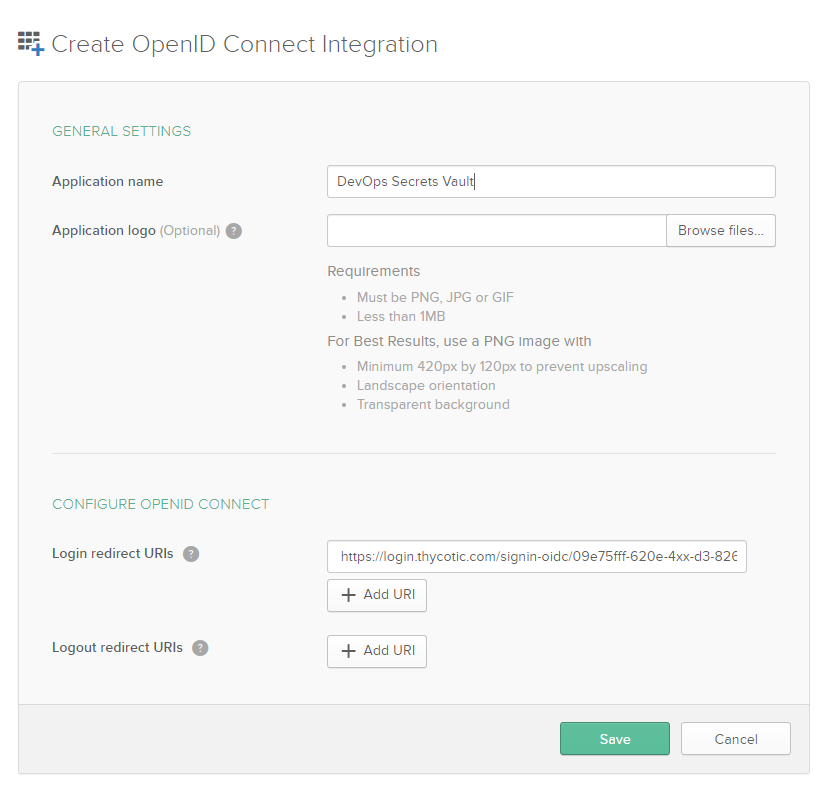 Create OpenID Connect Integration
GENERAL SETTINGS
Application name
DevOps Secrets Vault
Application logo (Optional) ?
Browse files...
Requirements
Must be PNG, JPG or GIF
Less than 1MB
For Best Results, use a PNG image with
Minimum 420px by 120px to prevent upscaling
Landscape orientation
Transparent background
CONFIGURE OPENID CONNECT
Login redirect URIs ?
https://login.thycotic.com/signin-oidc/09e75fff-620e-4xx-d3-826
+ Add URI
Logout redirect URIs ?
+ Add URI
Save
Cancel